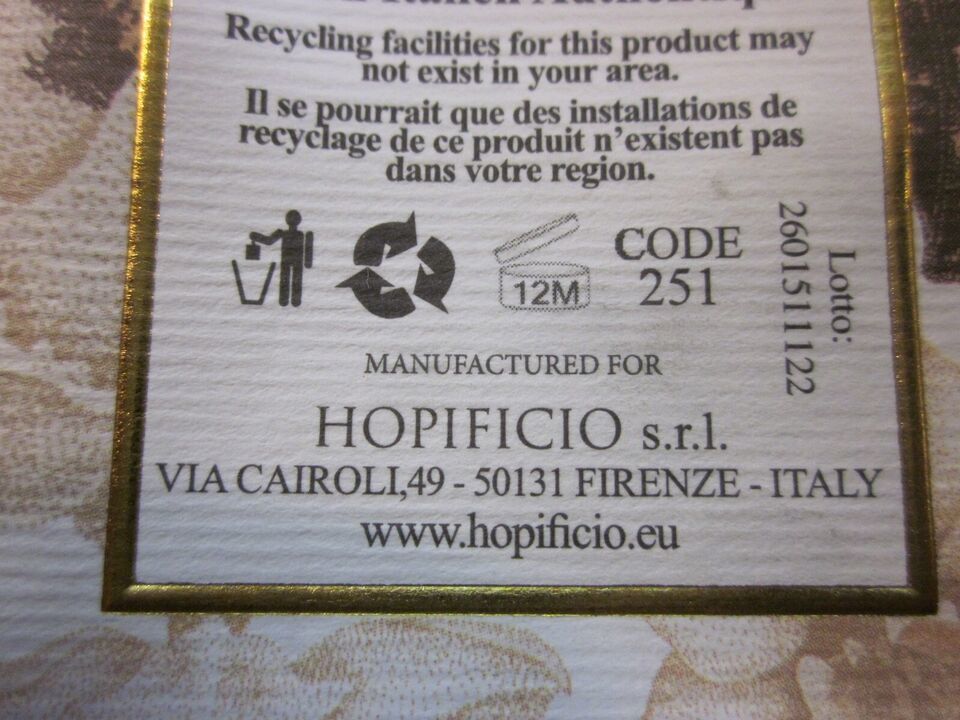 Recycling facilities for this product may
not exist in your area.
Il se pourrait que des installations de
recyclage de ce produit n'existent pas
dans votre region.
12M
CODE
251
Lotto:
2601511122
MANUFACTURED FOR
HOPIFICIO s.r.l.
VIA CAIROLI,49 - 50131 FIRENZE - ITALY
www.hopificio.eu